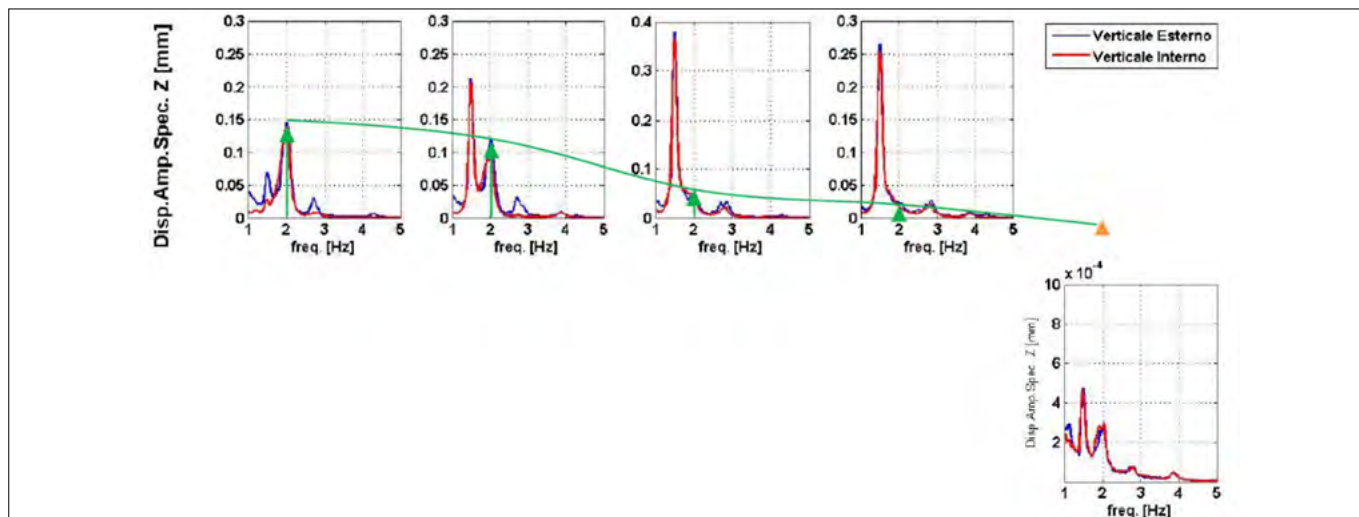 Disp.Amp.Spec. Z [mm]
0.3
0.25
0.2
0.15
0.1
0.05
0
1 2 3 4 5
freq. [Hz]
0.3
0.25
0.2
0.15
0.1
0.05
0
1 2 3 4 5
freq. [Hz]
0.4
0.3
0.2
0.1
0
1 2 3 4 5
freq. [Hz]
0.3
0.25
0.2
0.15
0.1
0.05
0
1 2 3 4 5
freq. [Hz]
Verticale Esterno
Verticale Interno
x 10⁻⁴
Disp.Amp.Spec. Z [mm]
10
8
6
4
2
1 2 3 4 5
freq. [Hz]